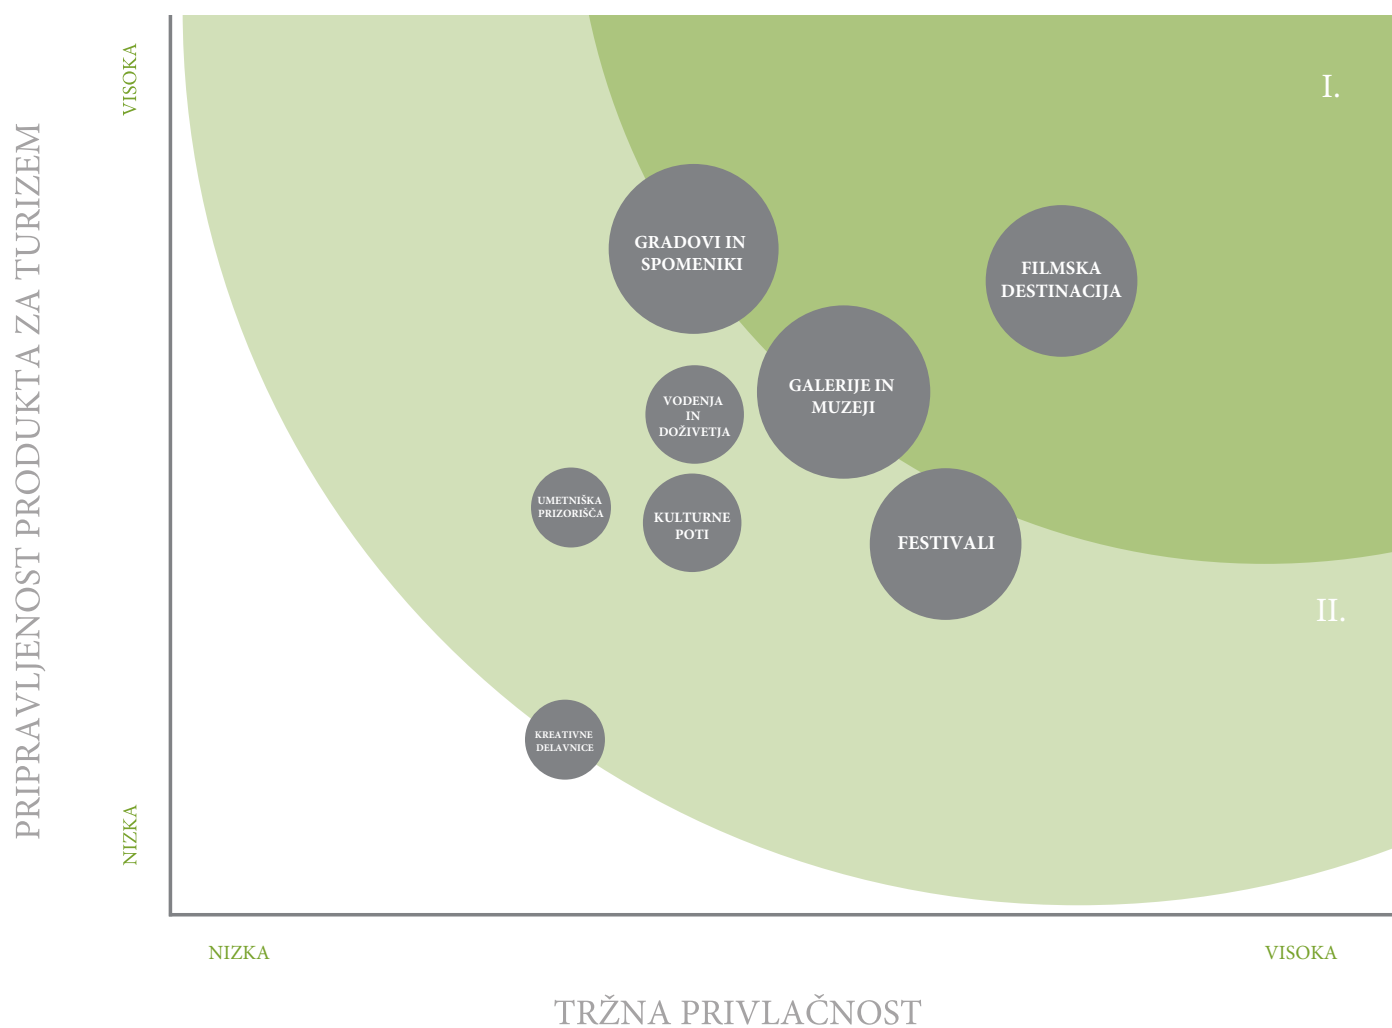 PRIPRAVLJENOST PRODUKTA ZA TURIZEM
VISOKA
NIZKA
I.
GRADOVI IN
SPOMENIKI
FILMSKA
DESTINACIJA
GALERIJE IN
MUZEJI
VODENJA
IN
DOŽIVETJA
UMETNIŠKA
PRIZORIŠČA
KULTURNE
POTI
FESTIVALI
II.
KREATIVNE
DELAVNICE
NIZKA
VISOKA
TRŽNA PRIVLAČNOST